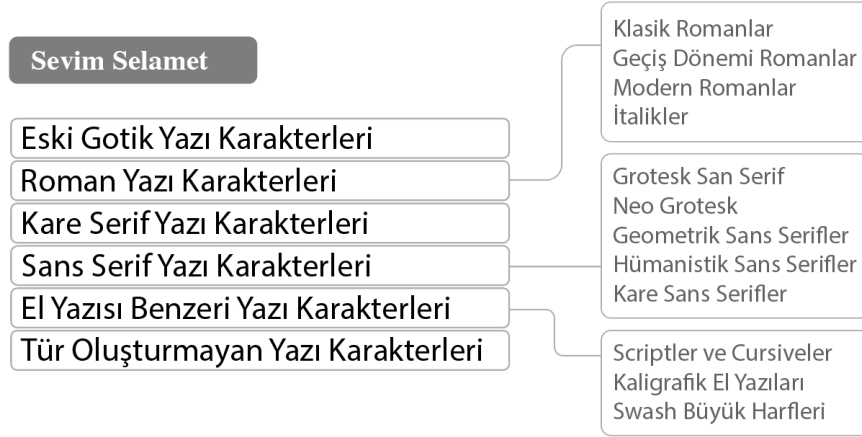 Sevim Selamet
Eski Gotik Yazı Karakterleri
Roman Yazı Karakterleri
Kare Serif Yazı Karakterleri
Sans Serif Yazı Karakterleri
El Yazısı Benzeri Yazı Karakterleri
Tür Oluşturmayan Yazı Karakterleri
Klasik Romanlar
Geçiş Dönemi Romanlar
Modern Romanlar
İtalikler
Grotesk San Serif
Neo Grotesk
Geometrik Sans Serifler
Hümanistik Sans Serifler
Kare Sans Serifler
Scriptler ve Cursiveler
Kaligrafik El Yazıları
Swash Büyük Harfleri